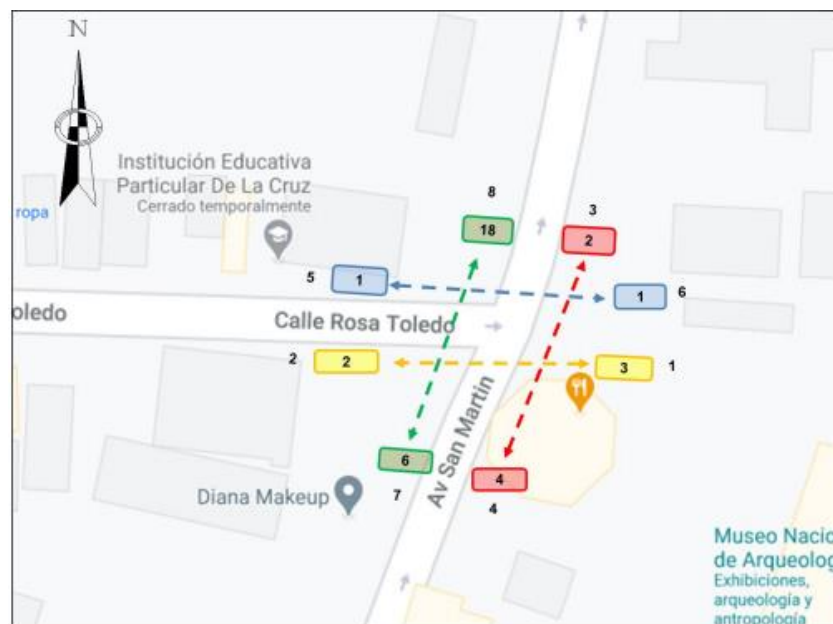 N
Institución Educativa
Particular De La Cruz
Cerrado temporalmente
ropa
8
18
3
2
5
1
1
6
oledo
Calle Rosa Toledo
2
2
3
1
Av San Martin
6
7
4
4
Diana Makeup
Museo Nacio
de Arqueolog
Exhibiciones,
arqueología y
antropología